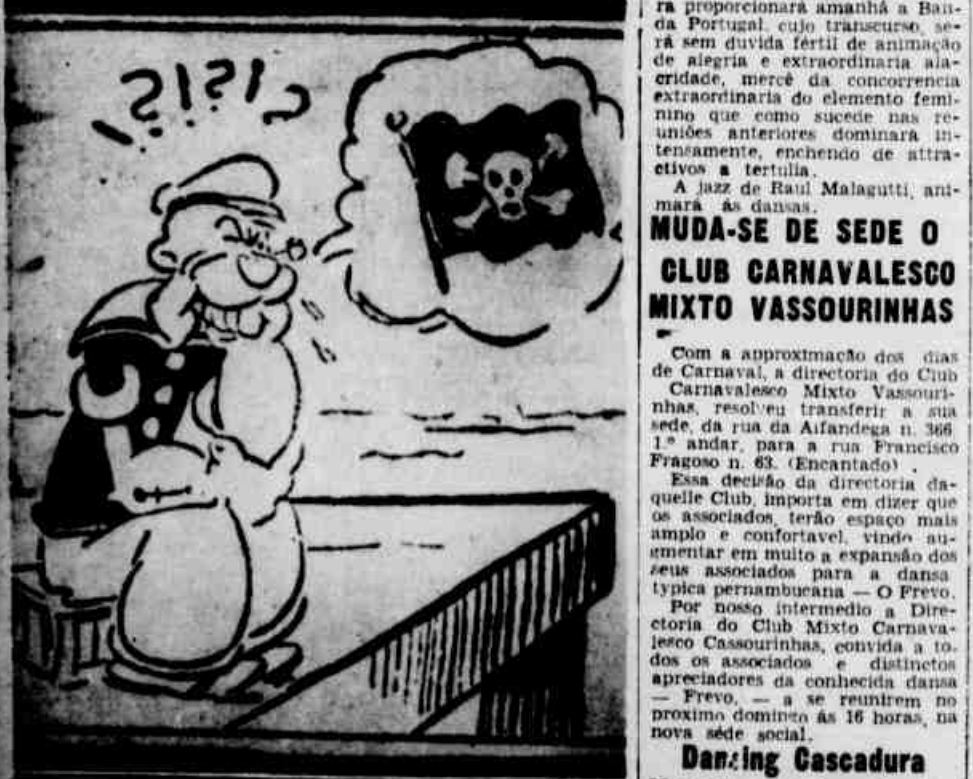 !?!?!?
rá proporcionará amanhã a Ban-
da Portugal, cujo transcurso, se-
rá sem duvida fértil de animação
de alegria e extraordinaria ala-
cridade, mercê da concorrencia
extraordinaria do elemento femi-
nino que como sucede nas re-
uniões anteriores dominará in-
tensamente, enchendo de attra-
ctivos a tertulia.
A jazz de Raul Malagutti, ani-
mará ás dansas.
MUDA-SE DE SEDE O
CLUB CARNAVALESCO
MIXTO VASSOURINHAS
Com a approximação dos dias
de Carnaval, a directoria do Club
Carnavalesco Mixto Vassouri-
nhas, resolveu transferir a sua
sede, da rua da Alfandega n. 366
1.º andar, para a rua Francisco
Fragoso n. 63. (Encantado) .
Essa decisão da directoria da-
quelle Club, importa em dizer que
os associados, terão espaço mais
amplo e confortavel, vindo au-
gmentar em muito a expansão dos
seus associados para a dansa
typica pernambucana — O Frevo.
Por nosso intermedio a Dire-
ctoria do Club Mixto Carnava-
lesco Cassourinhas, convida a to-
dos os associados e distinctos
apreciadores da conhecida dansa
— Frevo, — a se reunirem no
proximo domingo ás 16 horas, na
nova séde social.
Dancing Cascadura